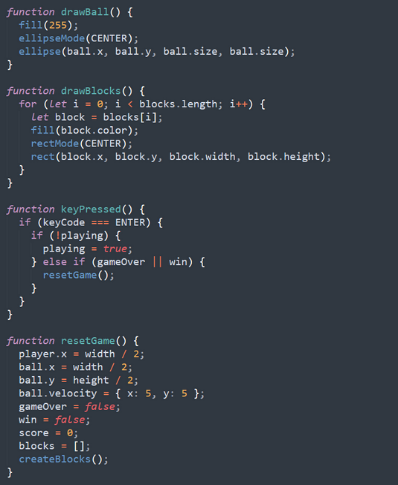 function drawBall() {
  fill(255);
  ellipseMode(CENTER);
  ellipse(ball.x, ball.y, ball.size, ball.size);
}

function drawBlocks() {
  for (let i = 0; i < blocks.length; i++) {
    let block = blocks[i];
    fill(block.color);
    rectMode(CENTER);
    rect(block.x, block.y, block.width, block.height);
  }
}

function keyPressed() {
  if (keyCode === ENTER) {
    if (!playing) {
      playing = true;
    } else if (gameOver || win) {
      resetGame();
    }
  }
}

function resetGame() {
  player.x = width / 2;
  ball.x = width / 2;
  ball.y = height / 2;
  ball.velocity = { x: 5, y: 5 };
  gameOver = false;
  win = false;
  score = 0;
  blocks = [];
  createBlocks();
}